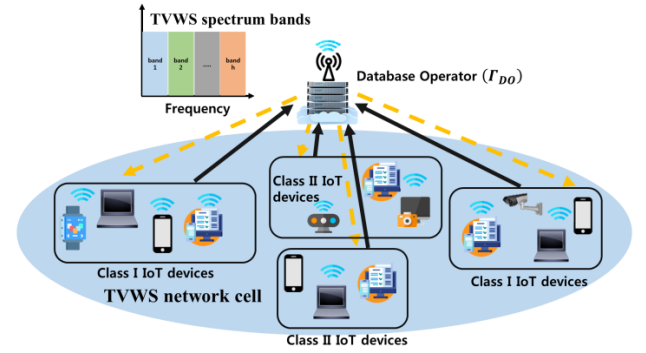 TVWS spectrum bands
band
1
band
2
.....
band
h
Frequency
Database Operator (Γ_DO)
Class II IoT
devices
Class I IoT devices
Class I IoT devices
TVWS network cell
Class II IoT devices